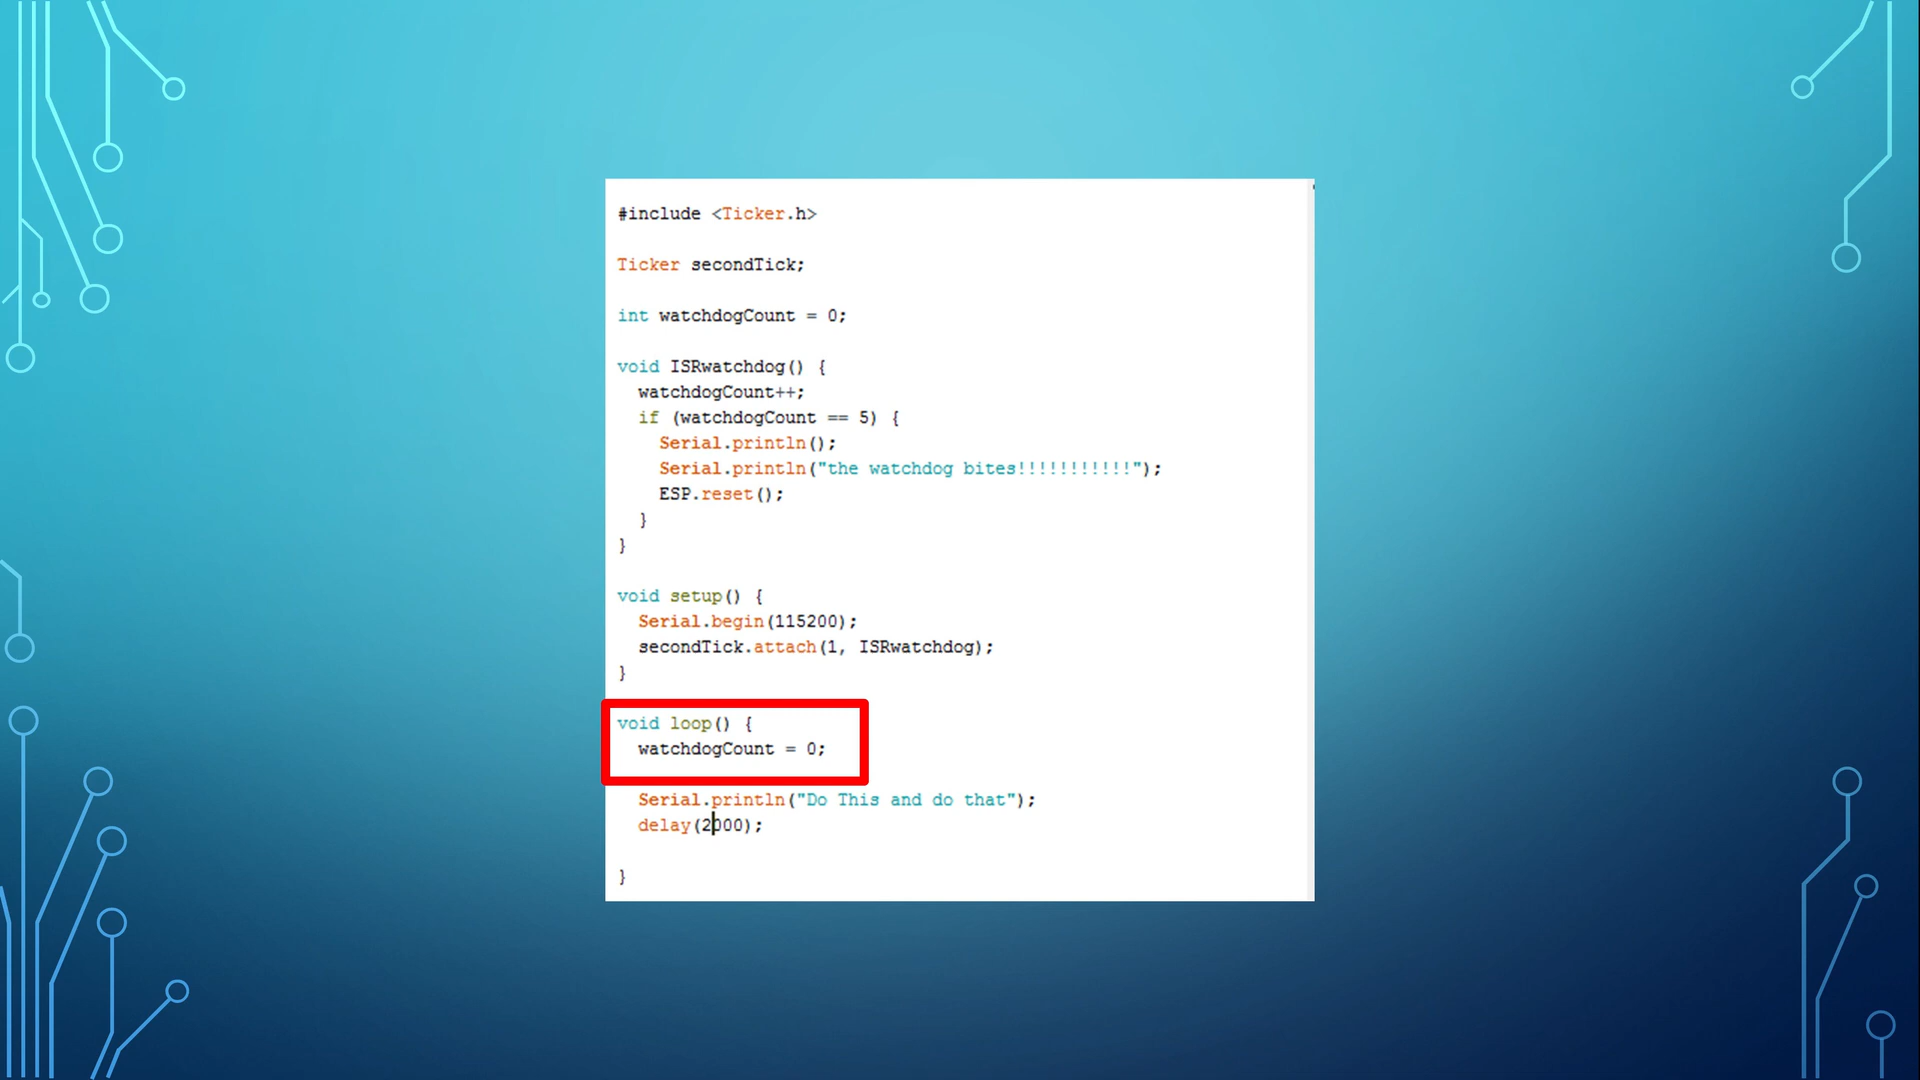 #include <Ticker.h>
Ticker secondTick;
int watchdogCount = 0;
void ISRwatchdog() {
watchdogCount++;
if (watchdogCount == 5) {
Serial.println();
Serial.println("the watchdog bites!!!!!!!!!!!");
ESP.reset();
}
}
void setup() {
Serial.begin(115200);
secondTick.attach(1, ISRwatchdog);
}
void loop() {
watchdogCount = 0;
Serial.println("Do This and do that");
delay(2000);
}